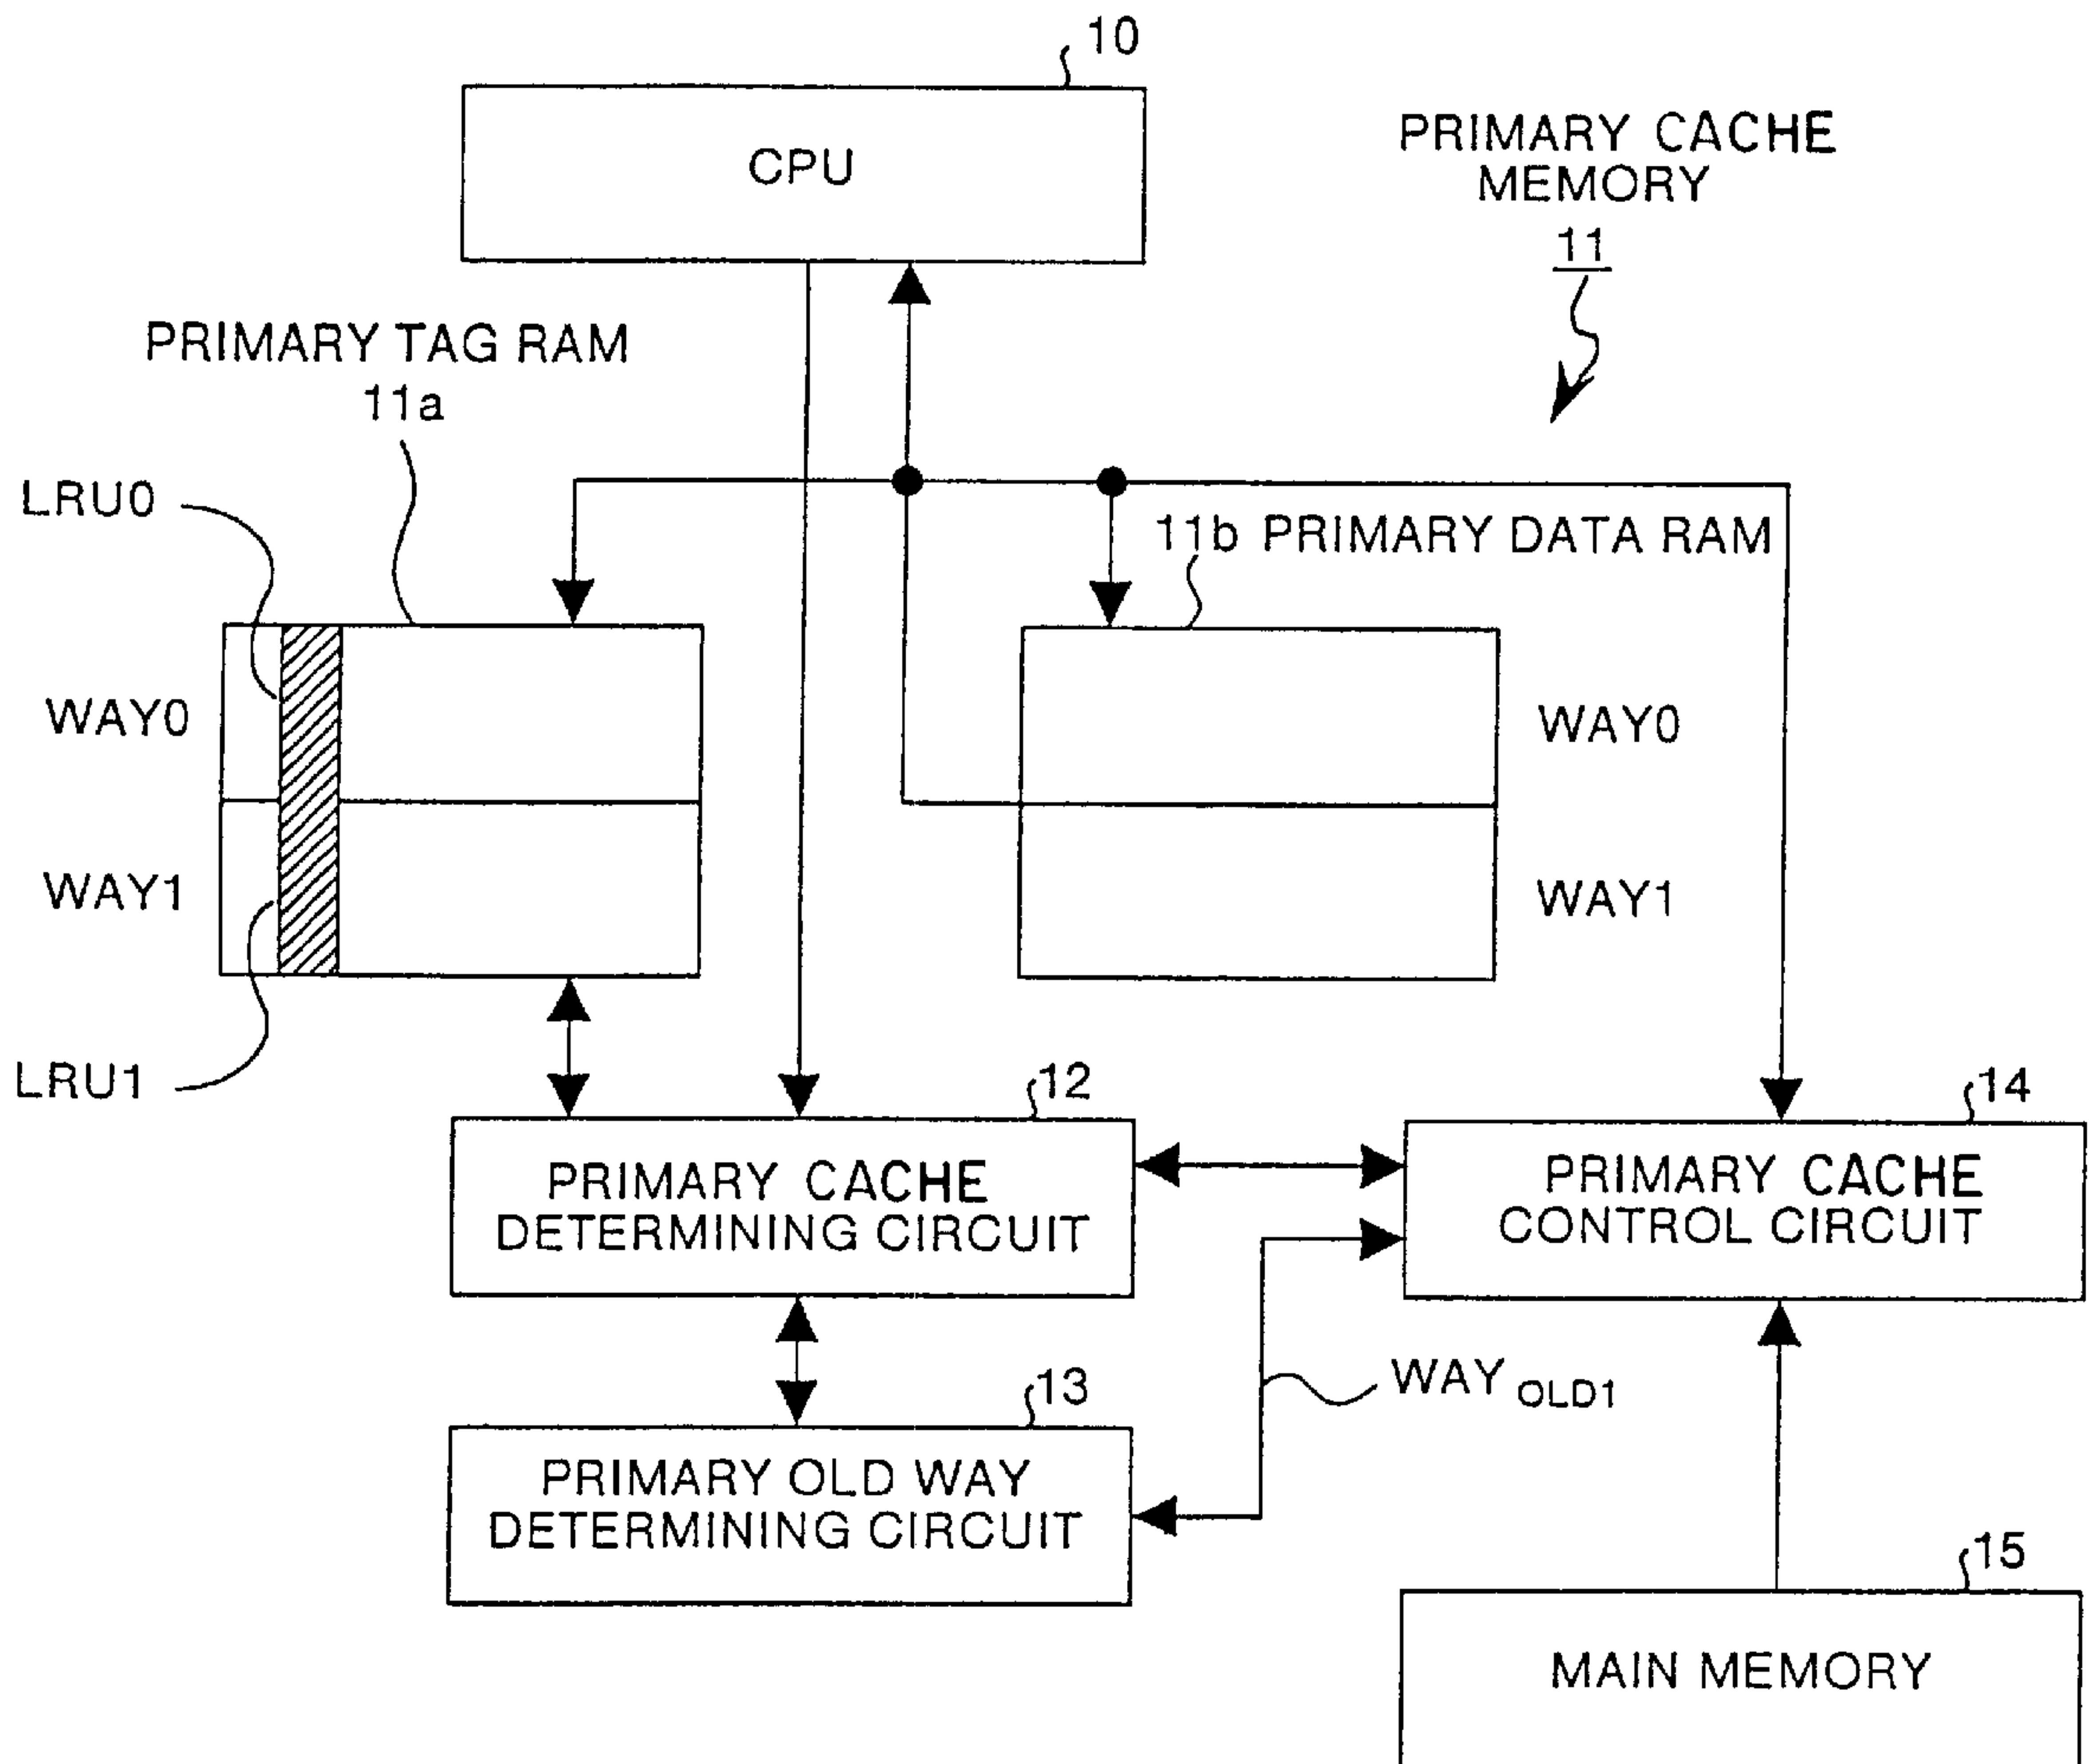 10
CPU
PRIMARY CACHE
MEMORY
11
PRIMARY TAG RAM
11a
LRU0
11b PRIMARY DATA RAM
WAY0
WAY0
WAY1
WAY1
LRU1
12
14
PRIMARY CACHE
DETERMINING CIRCUIT
PRIMARY CACHE
CONTROL CIRCUIT
13
WAY OLD1
PRIMARY OLD WAY
DETERMINING CIRCUIT
15
MAIN MEMORY